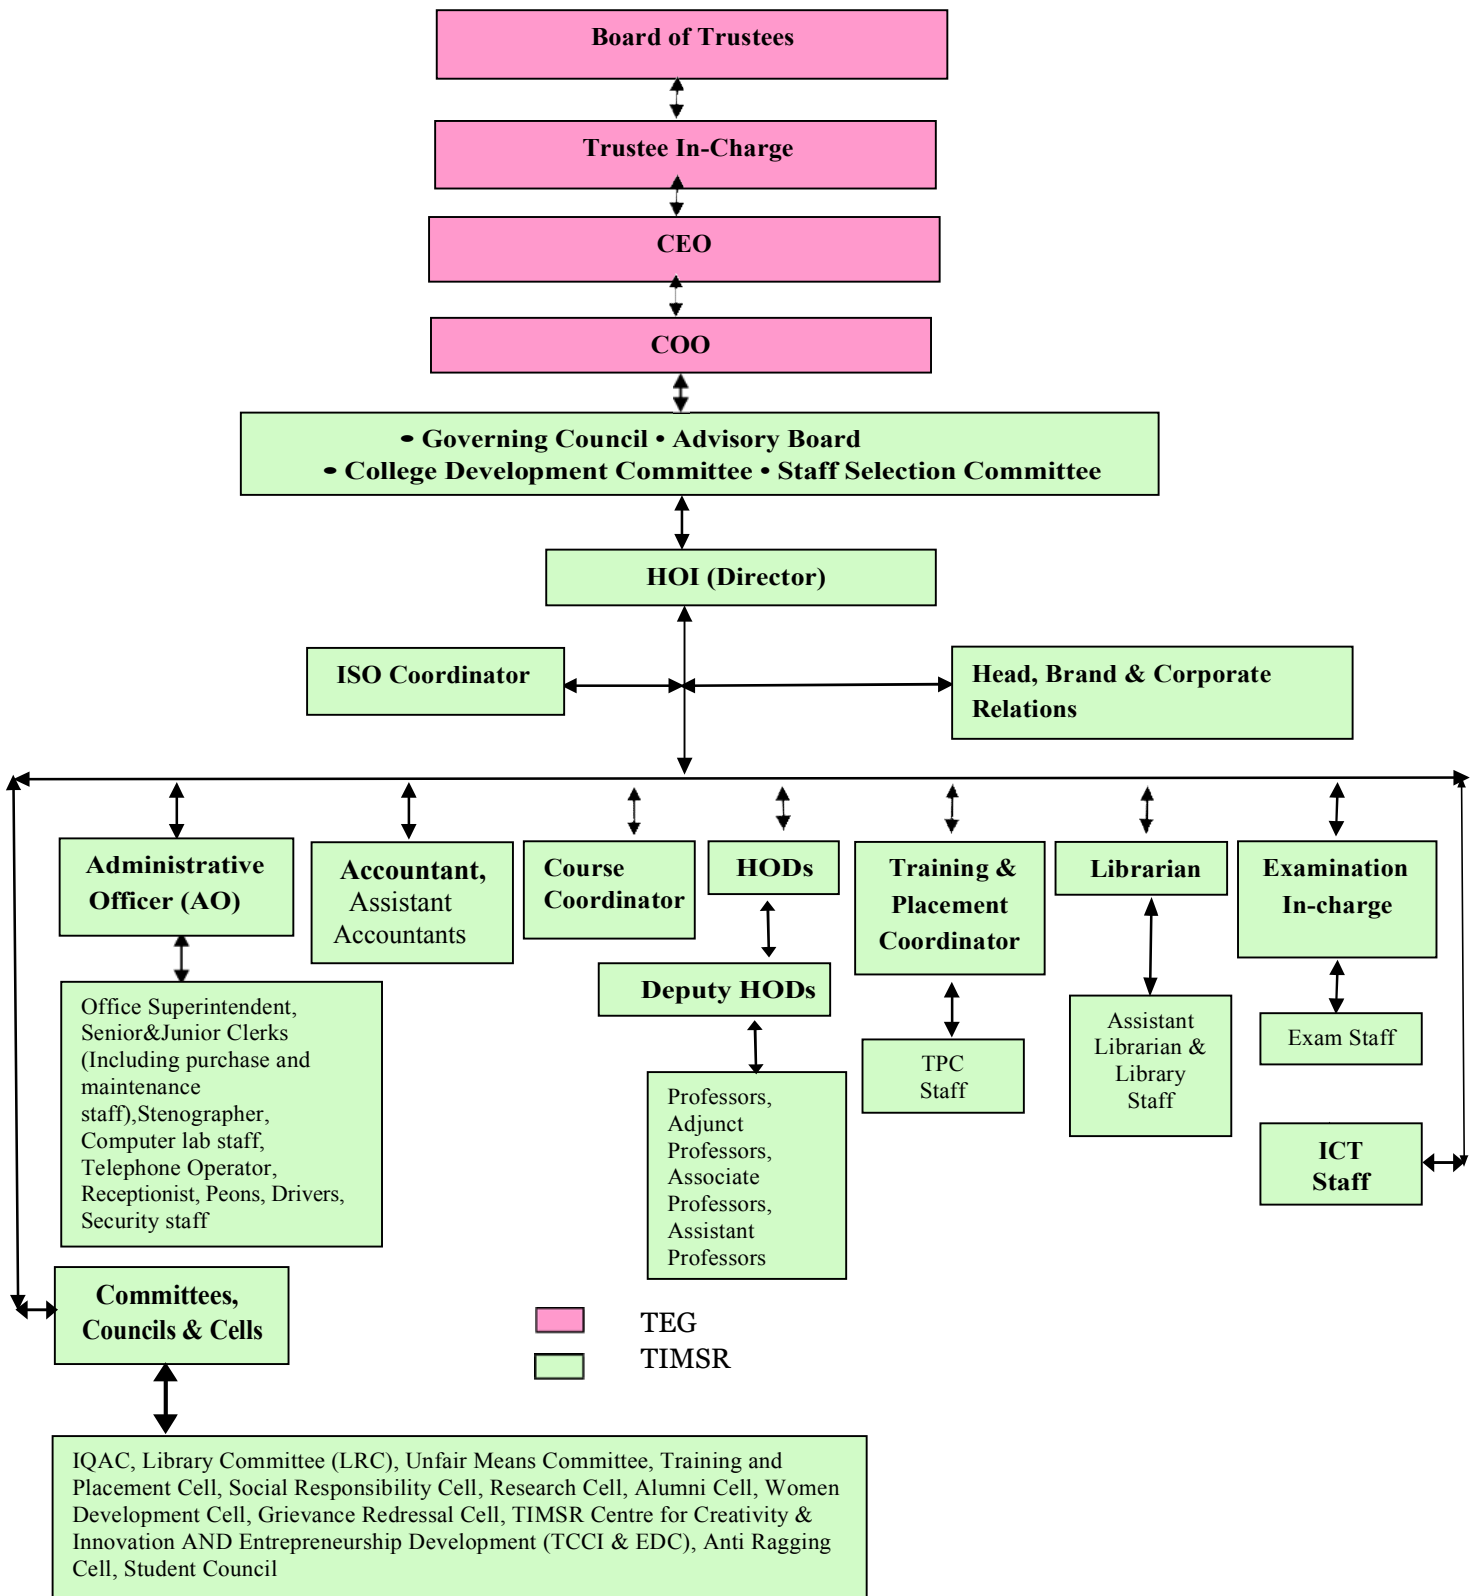 Board of Trustees
Trustee In-Charge
CEO
COO
• Governing Council • Advisory Board
• College Development Committee • Staff Selection Committee
HOI (Director)
ISO Coordinator
Head, Brand & Corporate
Relations
Administrative
Officer (AO)
Accountant,
Assistant
Accountants
Course
Coordinator
HODs
Training &
Placement
Coordinator
Librarian
Examination
In-charge
Deputy HODs
Office Superintendent,
Senior&Junior Clerks
(Including purchase and
maintenance
staff),Stenographer,
Computer lab staff,
Telephone Operator,
Receptionist, Peons, Drivers,
Security staff
Professors,
Adjunct
Professors,
Associate
Professors,
Assistant
Professors
TPC
Staff
Assistant
Librarian &
Library
Staff
Exam Staff
ICT
Staff
Committees,
Councils & Cells
TEG
TIMSR
IQAC, Library Committee (LRC), Unfair Means Committee, Training and
Placement Cell, Social Responsibility Cell, Research Cell, Alumni Cell, Women
Development Cell, Grievance Redressal Cell, TIMSR Centre for Creativity &
Innovation AND Entrepreneurship Development (TCCI & EDC), Anti Ragging
Cell, Student Council